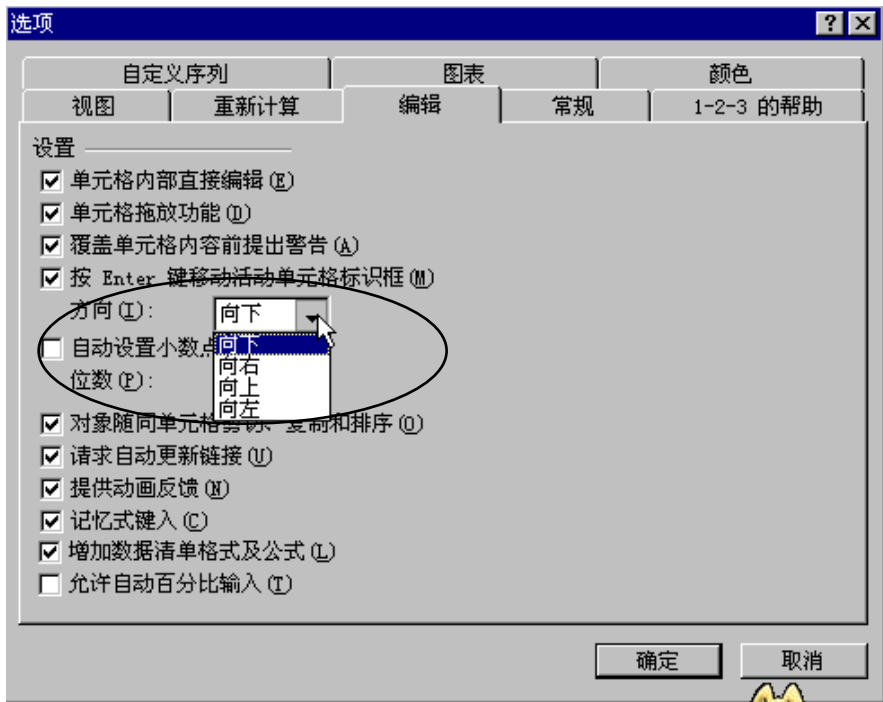 选项
自定义序列 图表 颜色
视图 重新计算 编辑 常规 1-2-3 的帮助
设置
单元格内部直接编辑(E)
单元格拖放功能(D)
覆盖单元格内容前提出警告(A)
按 Enter 键移动活动单元格标识框(M)
方向(I): 向下
向下
自动设置小数点
向右
位数(P):
向上
向左
对象随同单元格剪切、复制和排序(O)
请求自动更新链接(U)
提供动画反馈(N)
记忆式键入(C)
增加数据清单格式及公式(L)
允许自动百分比输入(T)
确定 取消